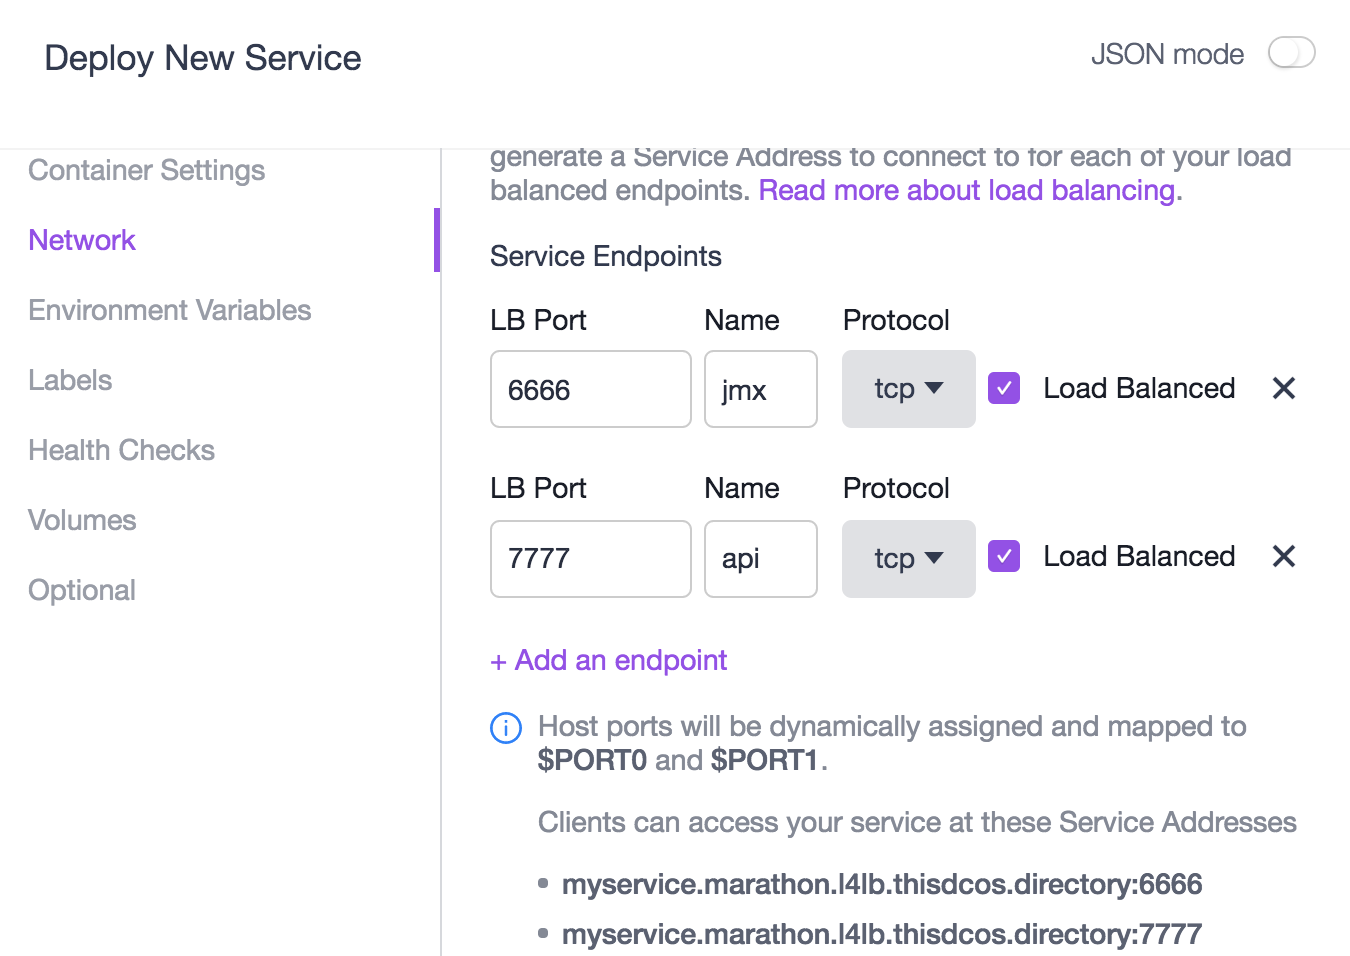 Deploy New Service
JSON mode
Container Settings
Network
Environment Variables
Labels
Health Checks
Volumes
Optional
generate a Service Address to connect to for each of your load
balanced endpoints. Read more about load balancing.
Service Endpoints
LB Port Name Protocol
6666 jmx tcp Load Balanced
LB Port Name Protocol
7777 api tcp Load Balanced
+ Add an endpoint
Host ports will be dynamically assigned and mapped to
$PORT0 and $PORT1.
Clients can access your service at these Service Addresses
• myservice.marathon.l4lb.thisdcos.directory:6666
• myservice.marathon.l4lb.thisdcos.directory:7777